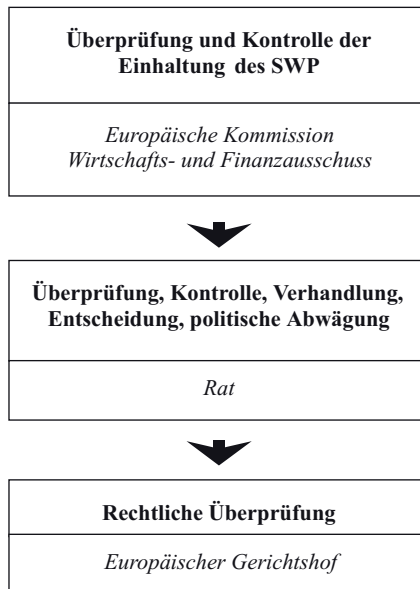 Überprüfung und Kontrolle der
Einhaltung des SWP
Europäische Kommission
Wirtschafts- und Finanzausschuss
Überprüfung, Kontrolle, Verhandlung,
Entscheidung, politische Abwägung
Rat
Rechtliche Überprüfung
Europäischer Gerichtshof